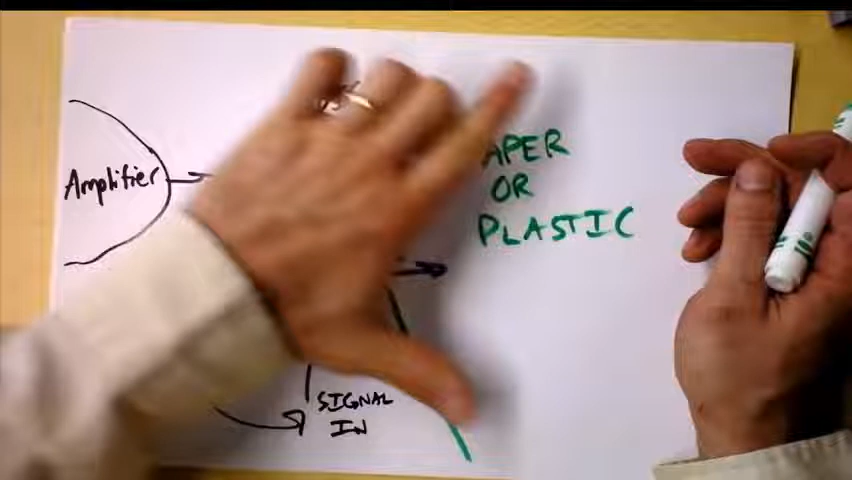 Amplifier
APER
OR
PLASTIC
SIGNAL
IN